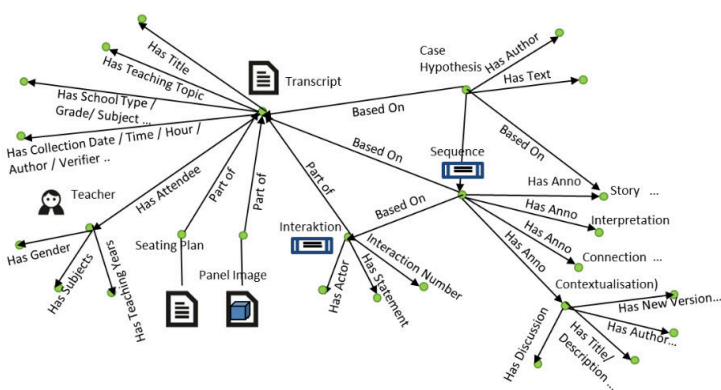 Has Title
Has Teaching Topic
Has School Type /
Grade/ Subject ...
Has Collection Date / Time / Hour /
Author / Verifier ..
Transcript
Case
Hypothesis
Has Author
Has Text
Based On
Based On
Based On
Sequence
Has Anno
Story ...
Has Anno
Interpretation
Has Anno
Connection ...
Has Anno
Contextualisation)
Has New Version...
Has Author...
Has Title/
Description ...
Has Discussion
Teacher
Has Attendee
Part of
Part of
Part of
Based On
Has Gender
Has Subjects
Has Teaching Years
Seating Plan
Panel Image
Interaktion
Has Actor
Has Statement
Interaction Number